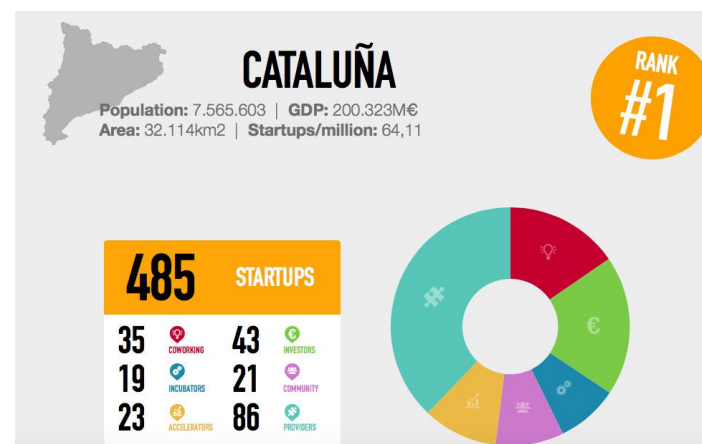 CATALUÑA
RANK
#1
Population: 7.565.603 | GDP: 200.323M€
Area: 32.114km2 | Startups/million: 64,11
485 STARTUPS
35 COWORKING 43 INVESTORS
19 INCUBATORS 21 COMMUNITY
23 ACCELERATORS 86 PROVIDERS